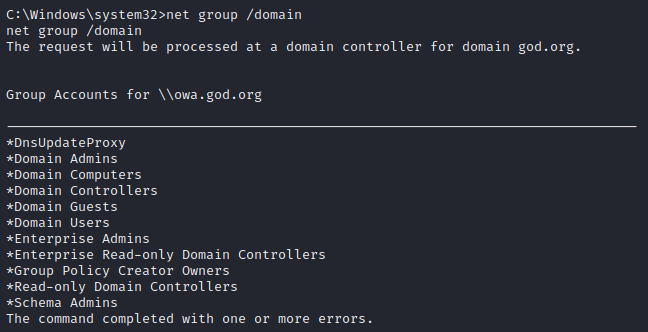 C:\Windows\system32>net group /domain
net group /domain
The request will be processed at a domain controller for domain god.org.
Group Accounts for \\owa.god.org
-------------------------------------------------------------------------------
*DnsUpdateProxy
*Domain Admins
*Domain Computers
*Domain Controllers
*Domain Guests
*Domain Users
*Enterprise Admins
*Enterprise Read-only Domain Controllers
*Group Policy Creator Owners
*Read-only Domain Controllers
*Schema Admins
The command completed with one or more errors.